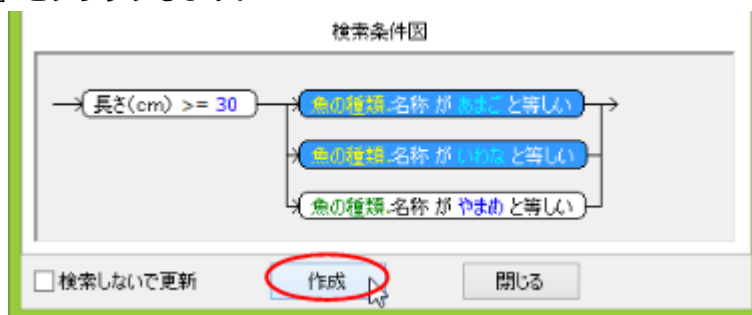 検索条件図
長さ(cm) >= 30
魚の種類.名称 が あまご と等しい
魚の種類.名称 が いわな と等しい
魚の種類.名称 が やまめ と等しい
検索しないで更新 作成 閉じる